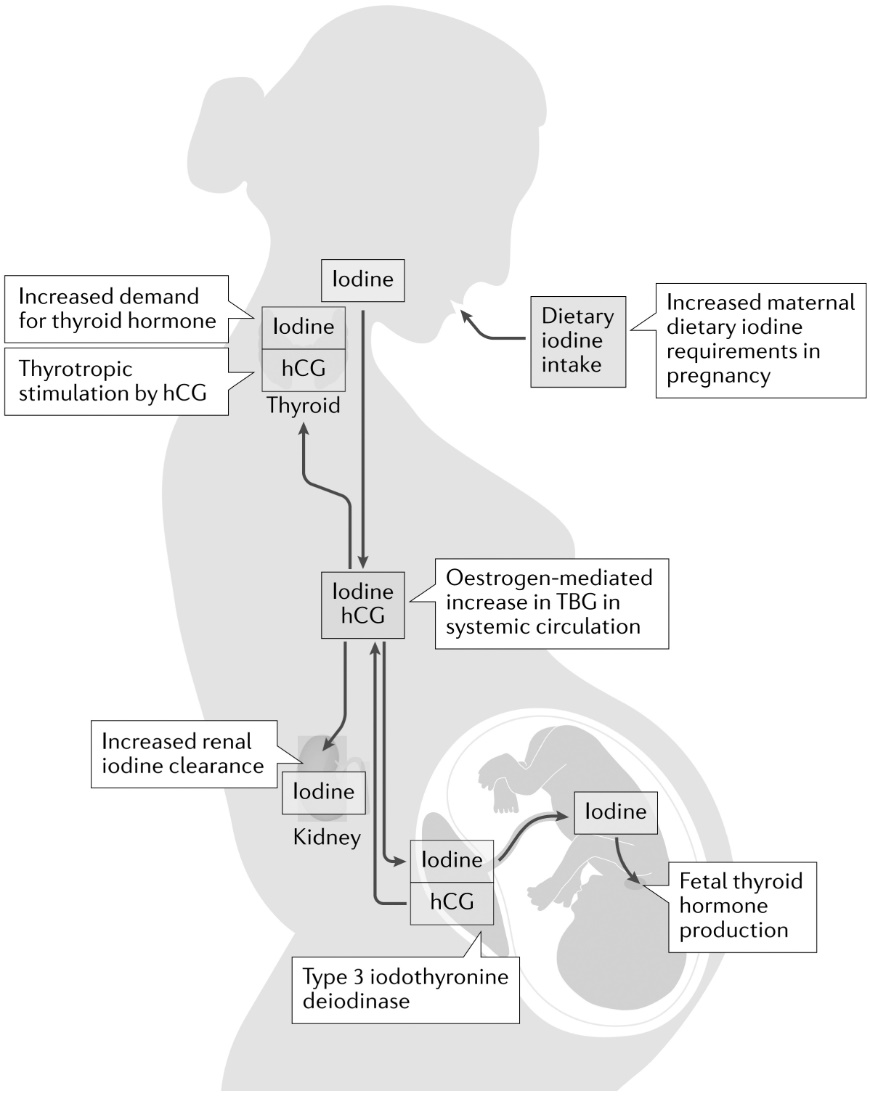 Iodine
Increased demand
for thyroid hormone
Iodine
hCG
Thyroid
Thyrotropic
stimulation by hCG
Dietary
iodine
intake
Increased maternal
dietary iodine
requirements in
pregnancy
Iodine
hCG
Oestrogen-mediated
increase in TBG in
systemic circulation
Increased renal
iodine clearance
Iodine
Kidney
Iodine
hCG
Iodine
Fetal thyroid
hormone
production
Type 3 iodothyronine
deiodinase